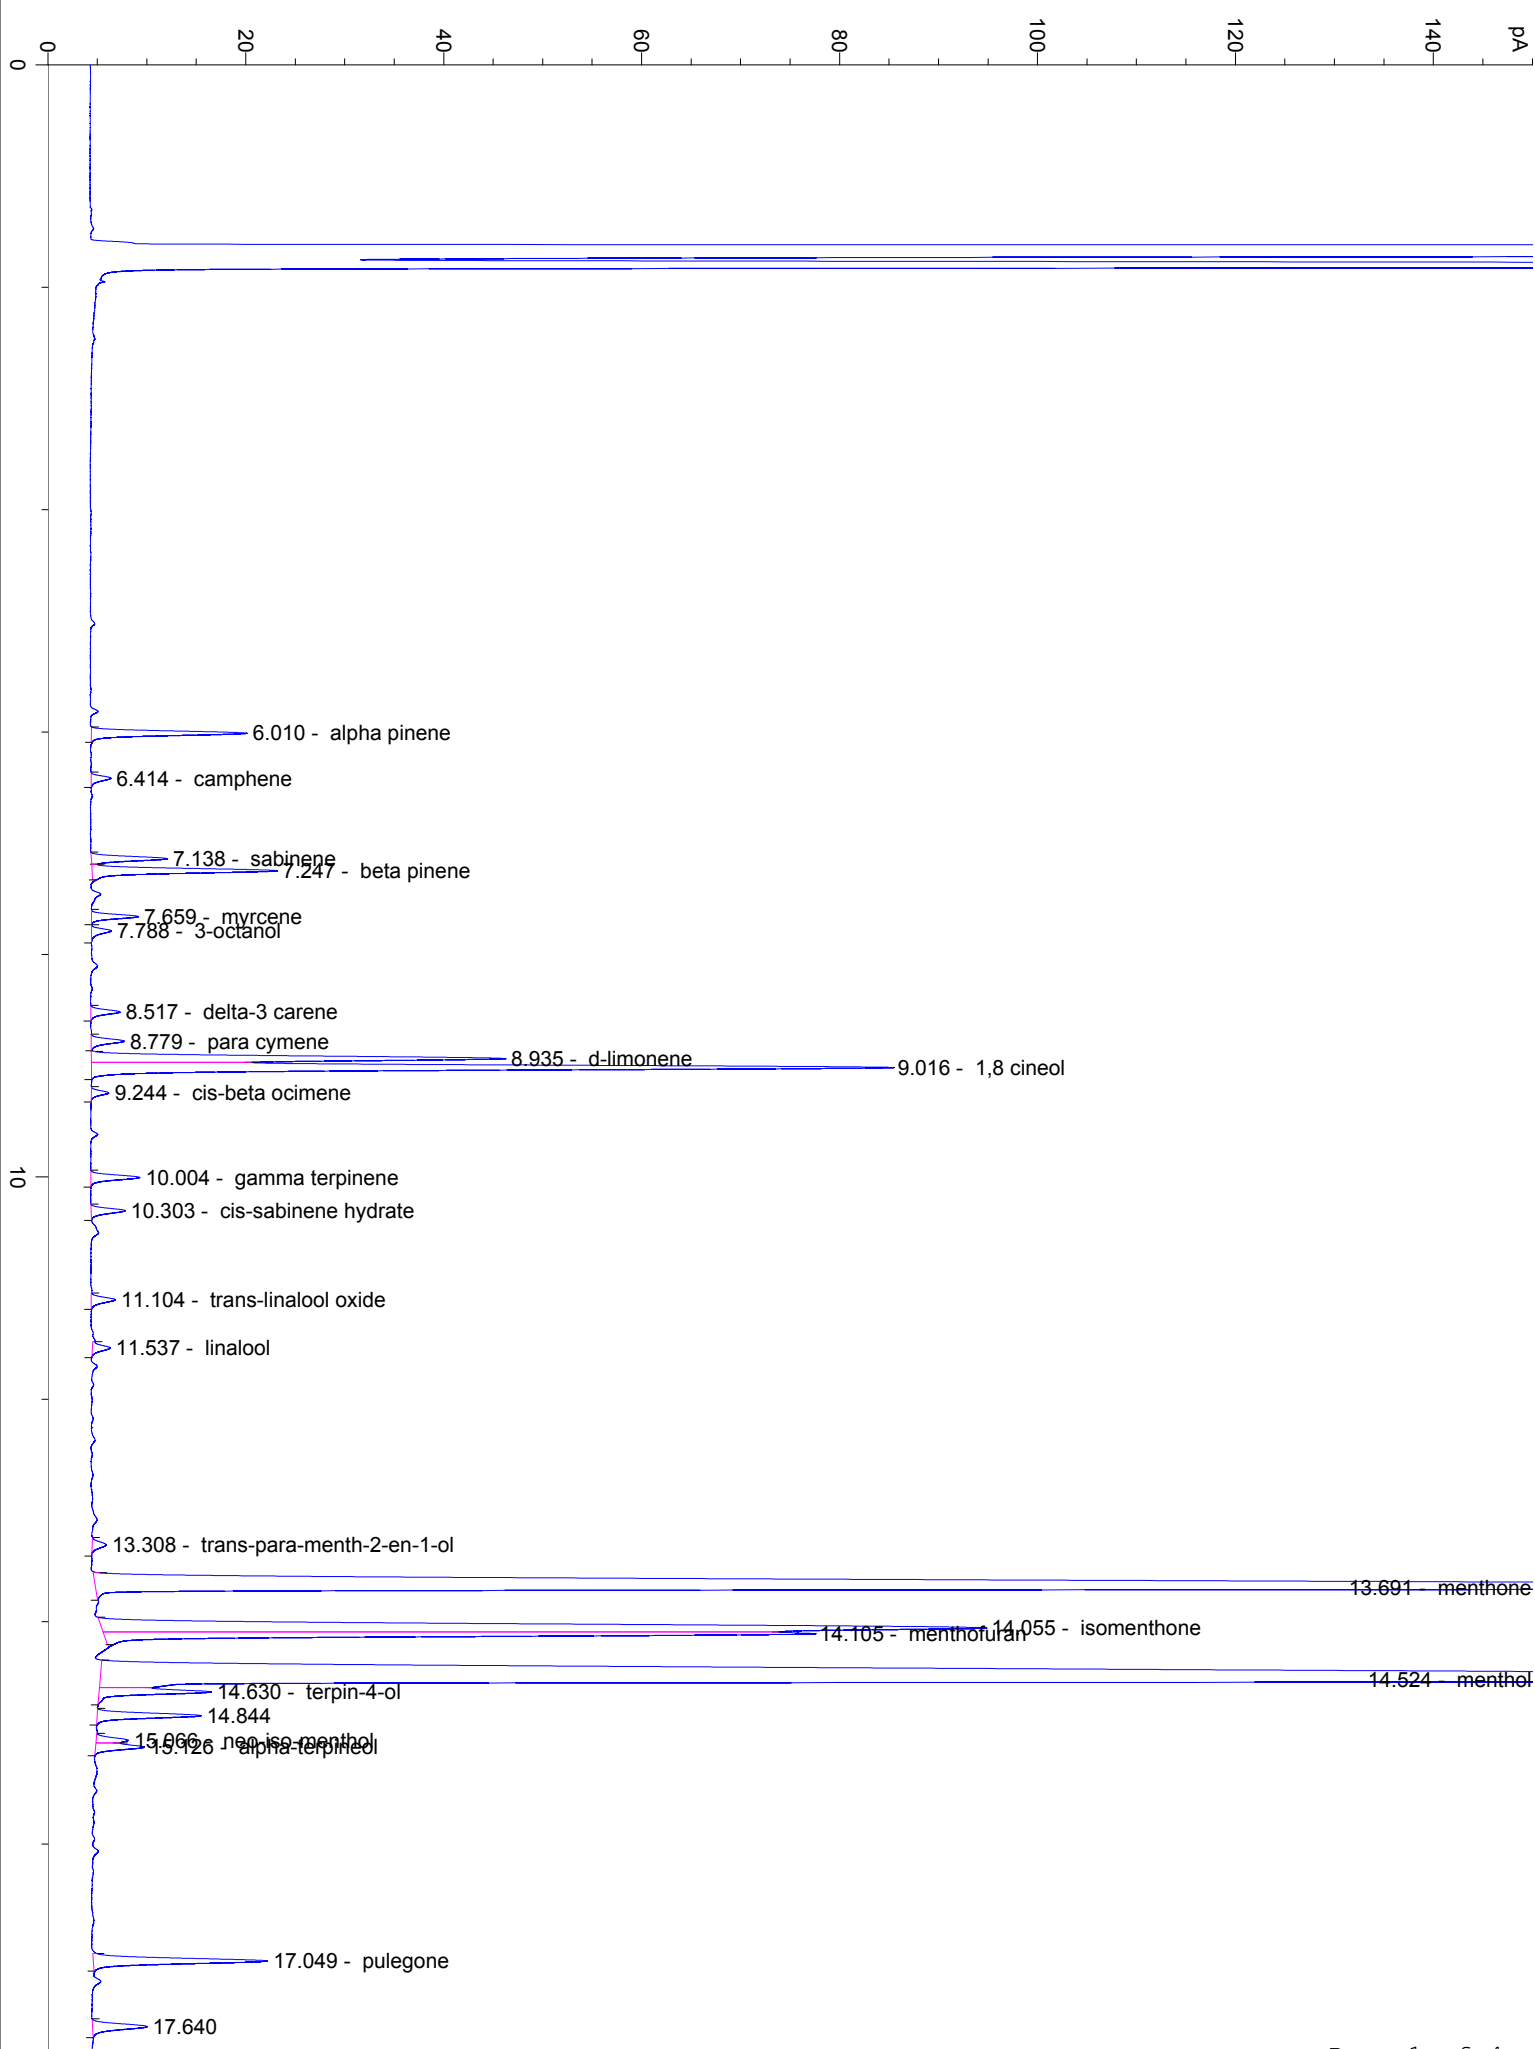 pA
0
20
40
60
80
100
120
140
0
10
6.010 - alpha pinene
6.414 - camphene
7.138 - sabinene
7.247 - beta pinene
7.659 - myrcene
7.788 - 3-octanol
8.517 - delta-3 carene
8.779 - para cymene
8.935 - d-limonene
9.016 - 1,8 cineol
9.244 - cis-beta ocimene
10.004 - gamma terpinene
10.303 - cis-sabinene hydrate
11.104 - trans-linalool oxide
11.537 - linalool
13.308 - trans-para-menth-2-en-1-ol
13.691 - menthone
14.055 - isomenthone
14.105 - menthofuran
14.524 - menthol
14.630 - terpin-4-ol
14.844
15.066 - neo-iso-menthol
15.126 - alpha-terpineol
17.049 - pulegone
17.640